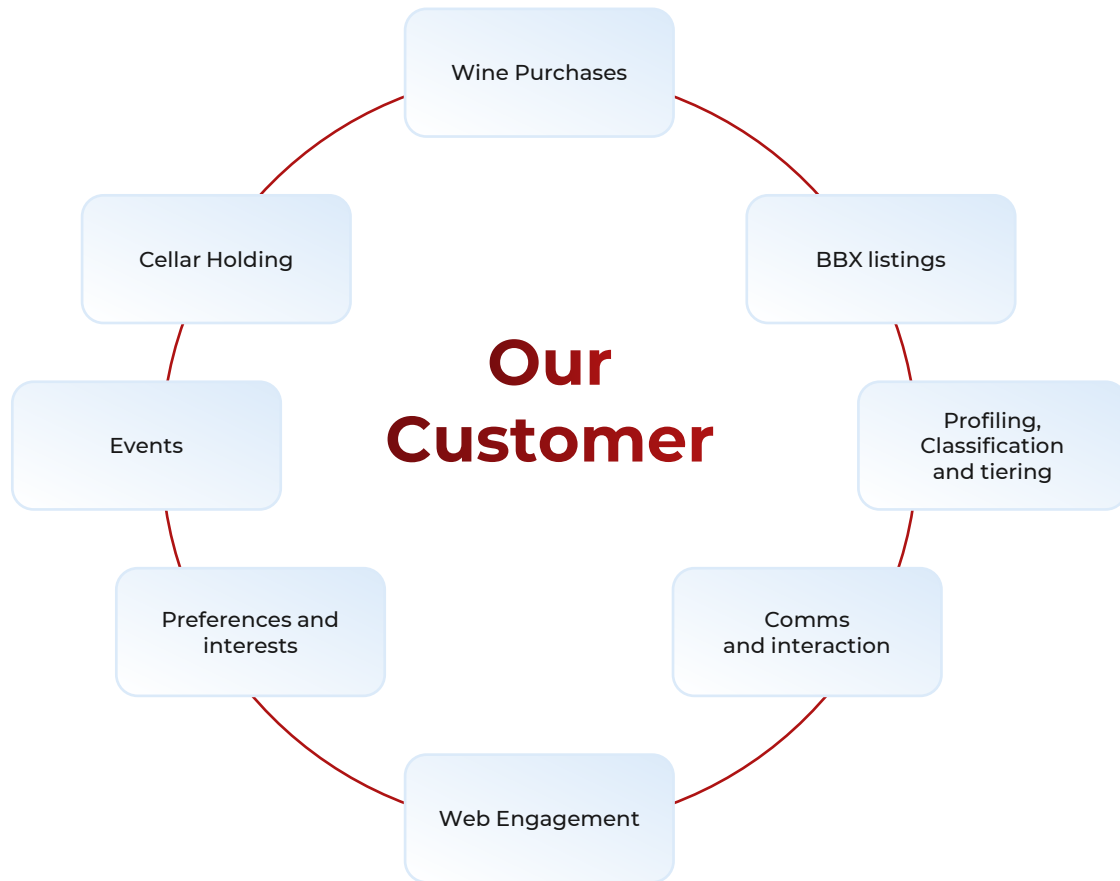 Wine Purchases
Cellar Holding
BBX listings
Our
Customer
Events
Profiling,
Classification
and tiering
Preferences and
interests
Comms
and interaction
Web Engagement